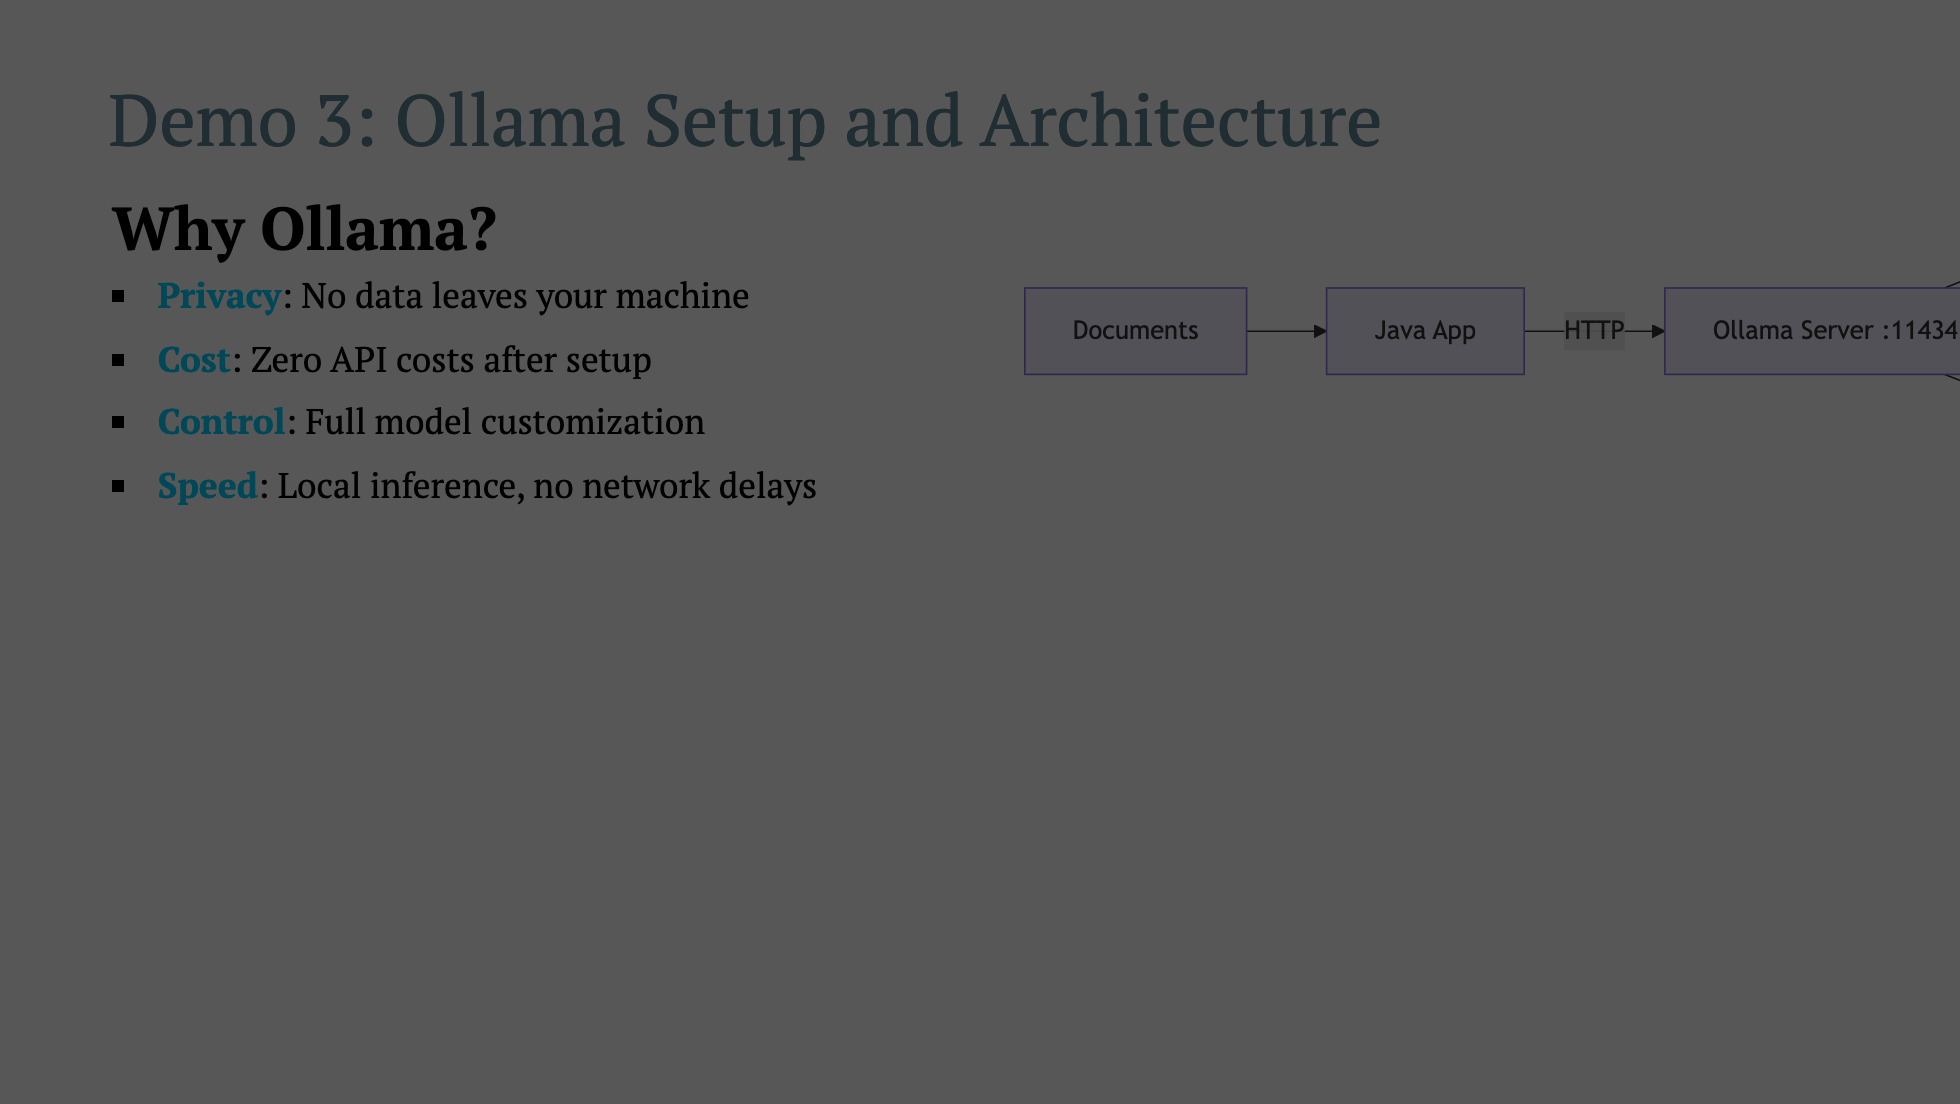 Demo 3: Ollama Setup and Architecture
Why Ollama?
▪ Privacy: No data leaves your machine
▪ Cost: Zero API costs after setup
▪ Control: Full model customization
▪ Speed: Local inference, no network delays
Documents
Java App
HTTP
Ollama Server :11434